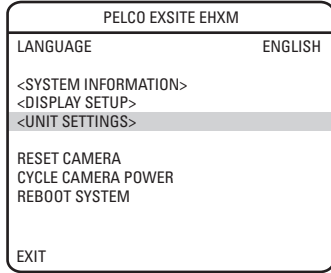 PELCO EXSITE EHXM
LANGUAGE ENGLISH
<SYSTEM INFORMATION>
<DISPLAY SETUP>
<UNIT SETTINGS>
RESET CAMERA
CYCLE CAMERA POWER
REBOOT SYSTEM
EXIT